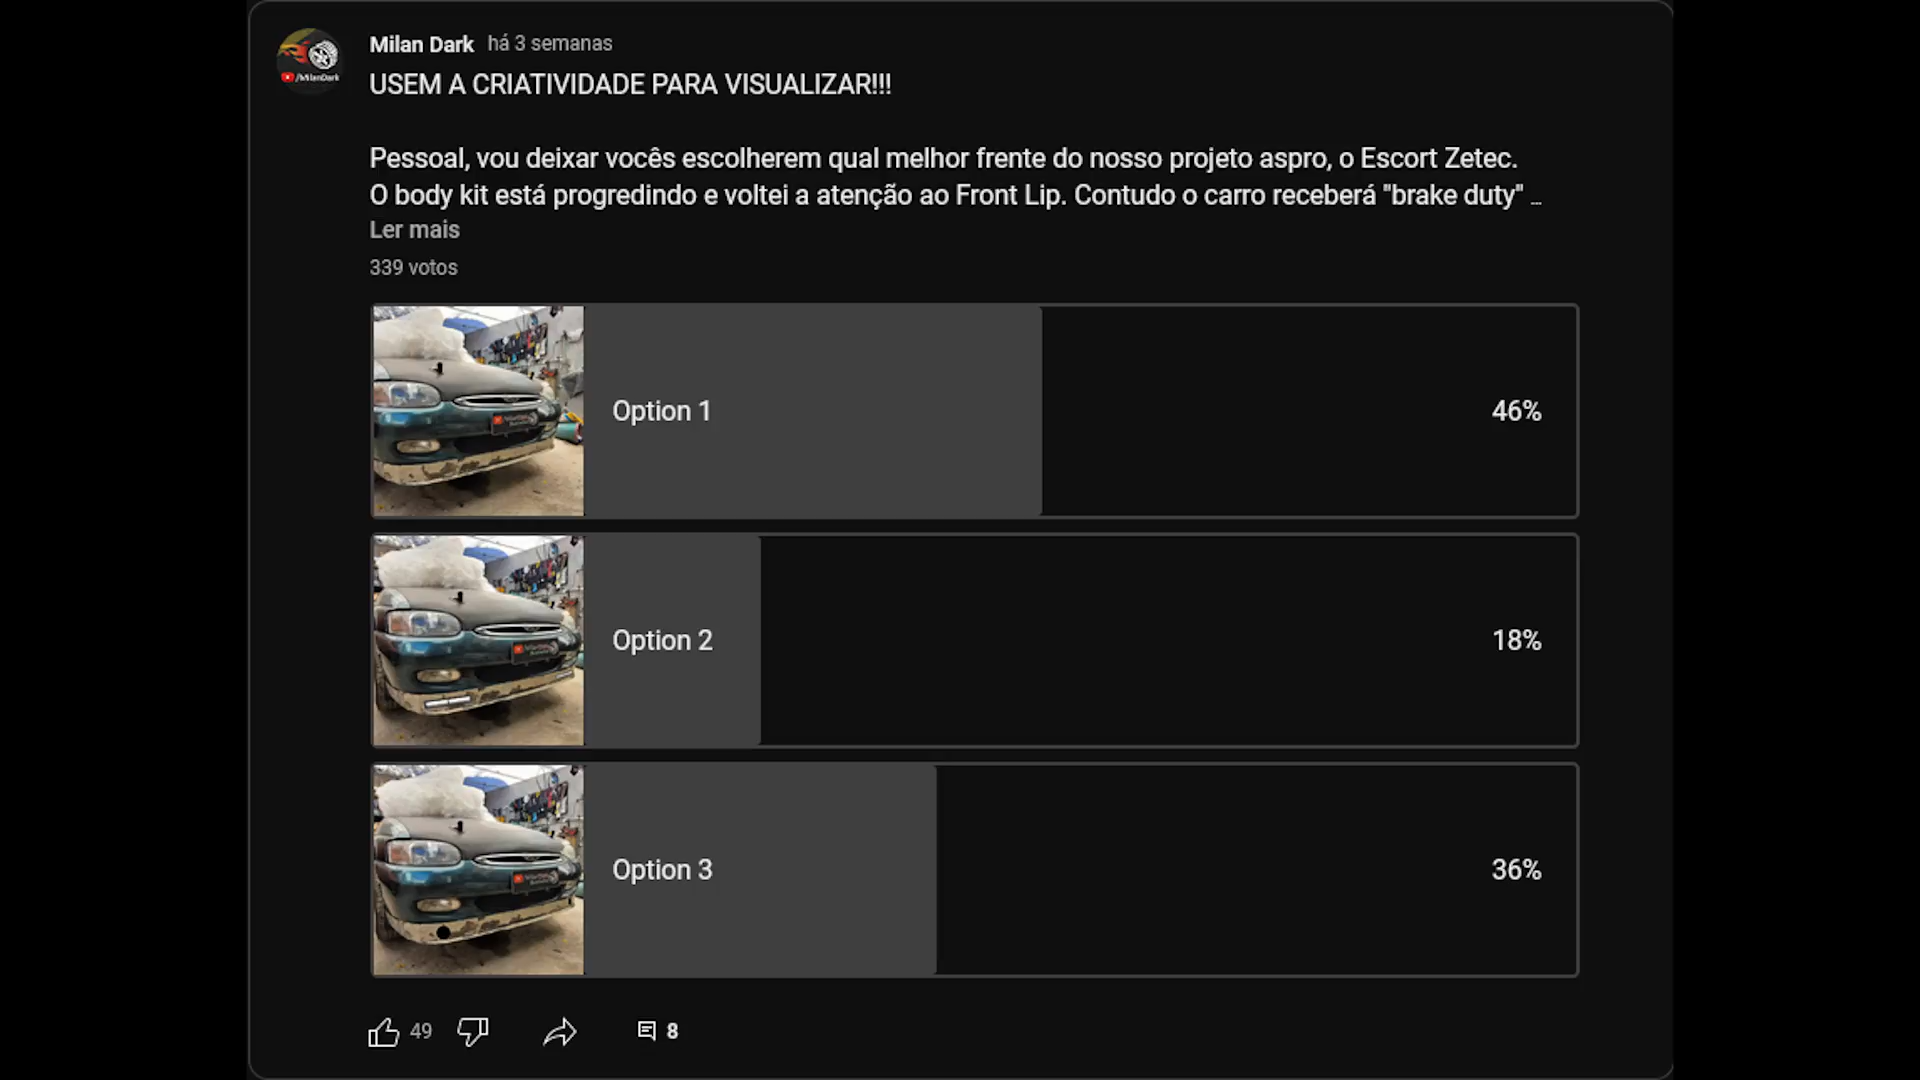 Milan Dark há 3 semanas
/MilanDark
USEM A CRIATIVIDADE PARA VISUALIZAR!!!
Pessoal, vou deixar vocês escolherem qual melhor frente do nosso projeto aspro, o Escort Zetec.
O body kit está progredindo e voltei a atenção ao Front Lip. Contudo o carro receberá "brake duty" ...
Ler mais
339 votos
Option 1
46%
Option 2
18%
Option 3
36%
49
8